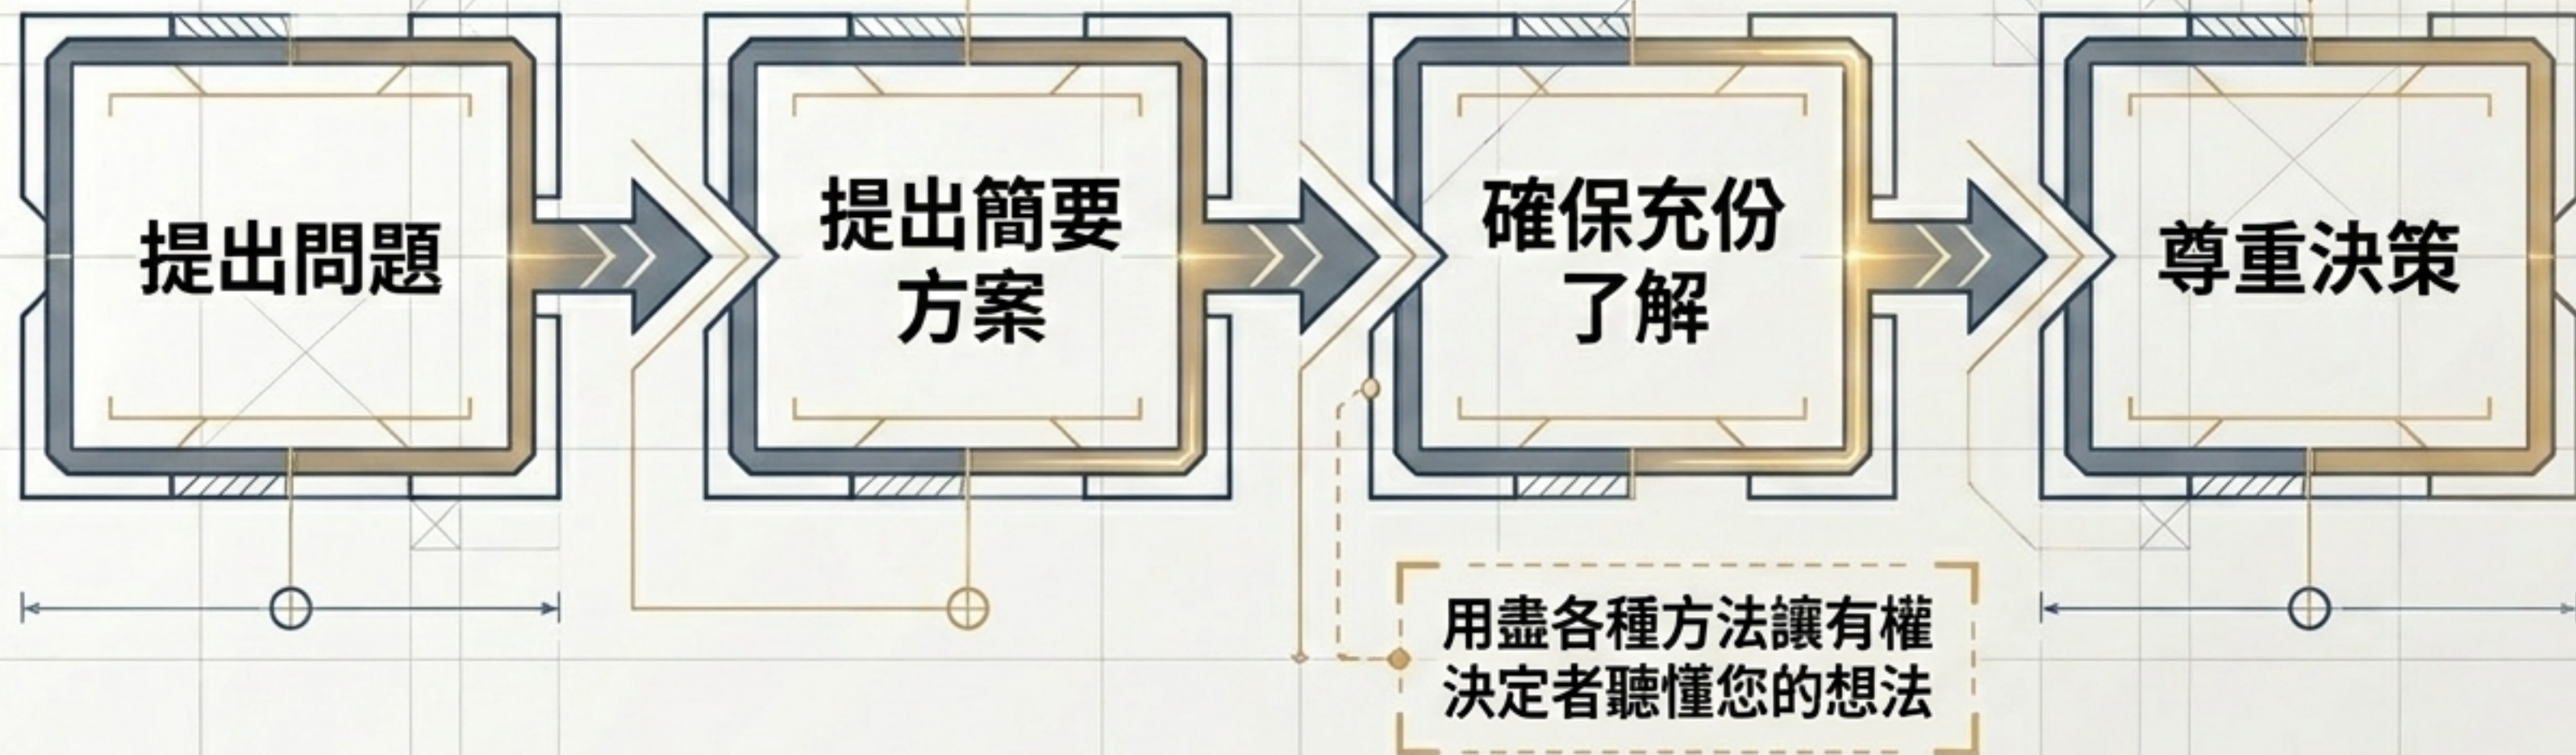 提出問題
提出簡要
方案
確保充份
了解
尊重決策
用盡各種方法讓有權
決定者聽懂您的想法